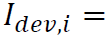 I_{dev,i} =